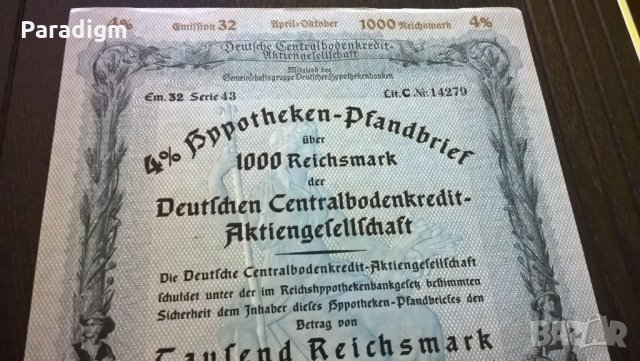 Paradigm
4% Emission 32 April-Oktober 1000 Reichsmark 4%
Deutsche Centralbodenkredit-
Aktiengesellschaft
Mitglied der
Gemeinschaftsgruppe Deutscher Hypothekenbanken
Em. 32 Serie 43 Lit. C. Nr. 14279
4% Hypotheken-Pfandbrief
über
1000 Reichsmark
der
Deutschen Centralbodenkredit-
Aktiengesellschaft
Die Deutsche Centralbodenkredit-Aktiengesellschaft
schuldet unter der im Reichshypothekenbankgesetz bestimmten
Sicherheit dem Inhaber dieses Hypotheken-Pfandbriefes den
Betrag von
Tausend Reichsmark
bazar